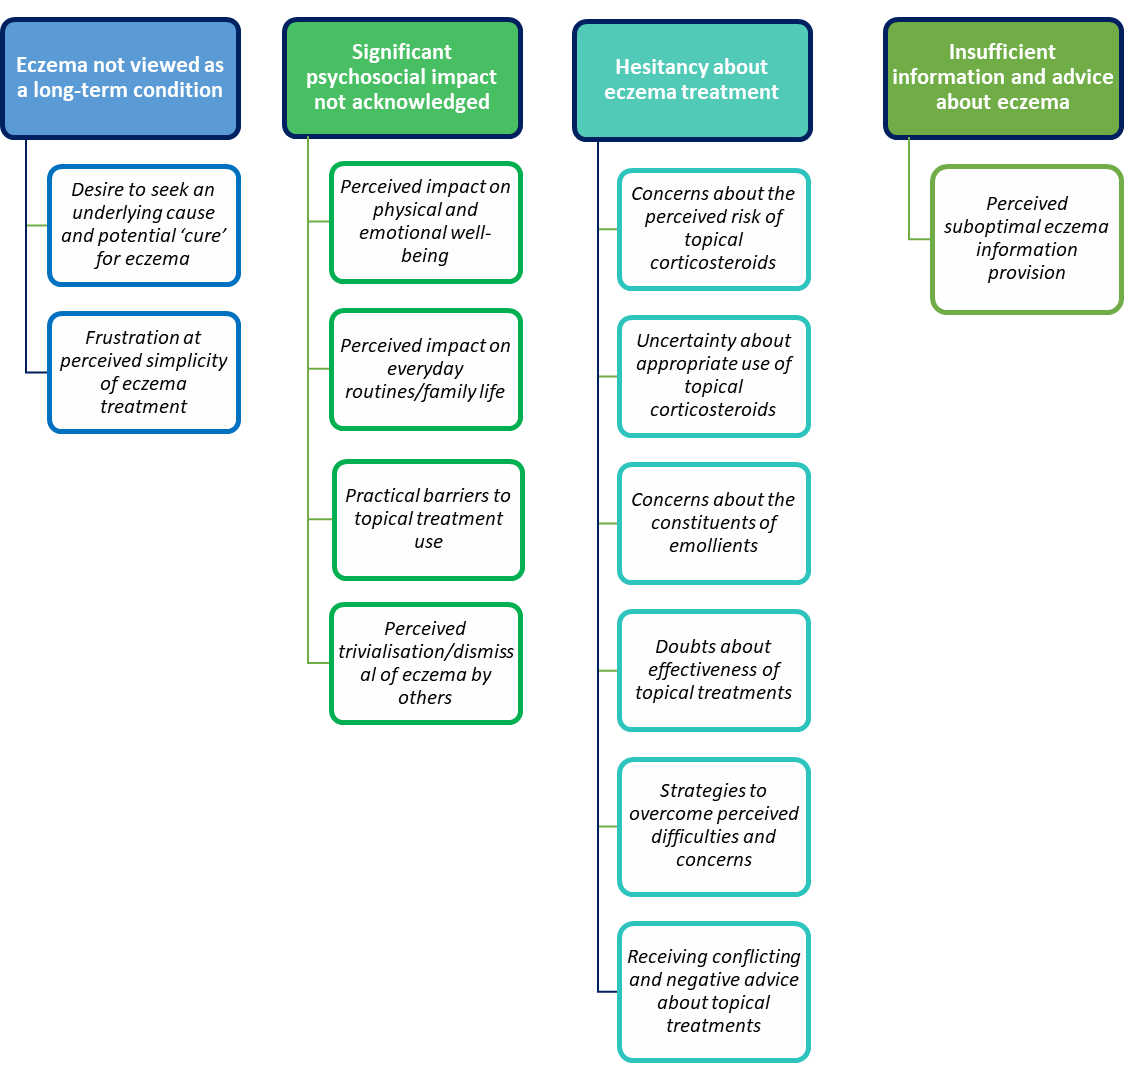 Eczema not viewed as
a long-term condition
Desire to seek an
underlying cause
and potential ‘cure’
for eczema
Frustration at
perceived simplicity
of eczema
treatment
Significant
psychosocial impact
not acknowledged
Perceived impact on
physical and
emotional well-
being
Perceived impact on
everyday
routines/family life
Practical barriers to
topical treatment
use
Perceived
trivialisation/dismiss
al of eczema by
others
Hesitancy about
eczema treatment
Concerns about the
perceived risk of
topical
corticosteroids
Uncertainty about
appropriate use of
topical
corticosteroids
Concerns about the
constituents of
emollients
Doubts about
effectiveness of
topical treatments
Strategies to
overcome perceived
difficulties and
concerns
Receiving conflicting
and negative advice
about topical
treatments
Insufficient
information and advice
about eczema
Perceived
suboptimal eczema
information
provision